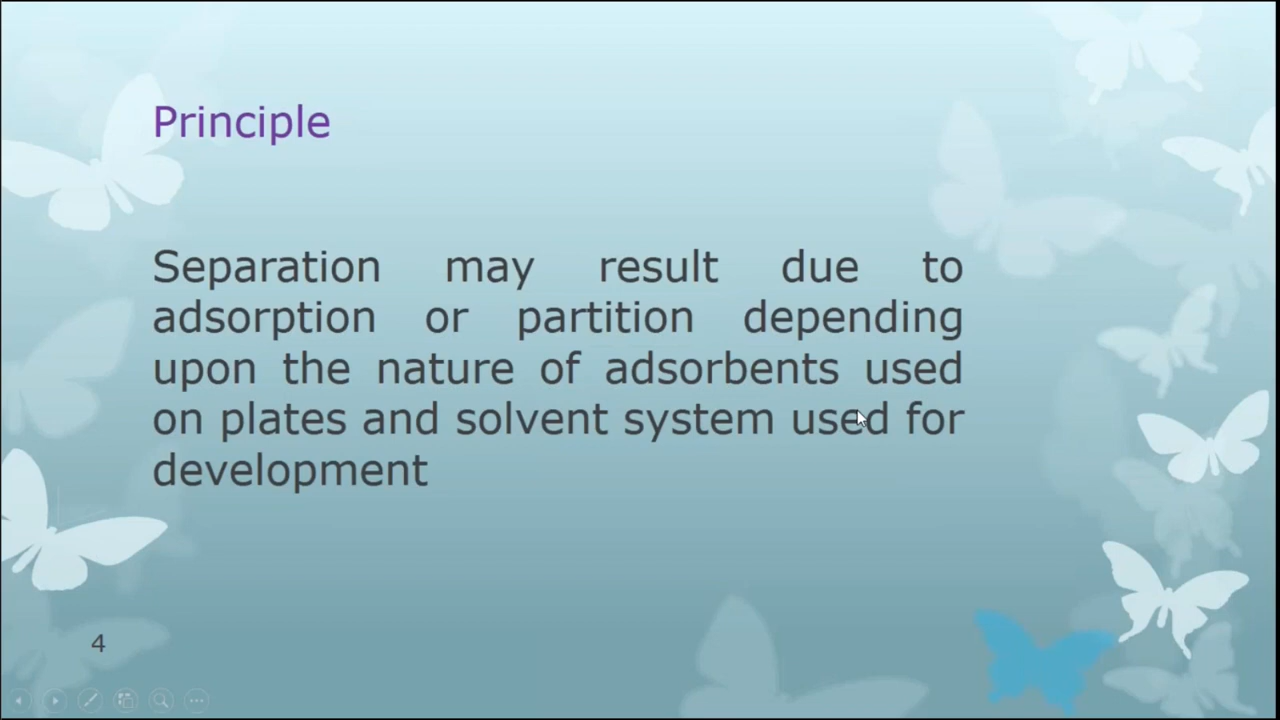 Principle
Separation may result due to
adsorption or partition depending
upon the nature of adsorbents used
on plates and solvent system used for
development
4